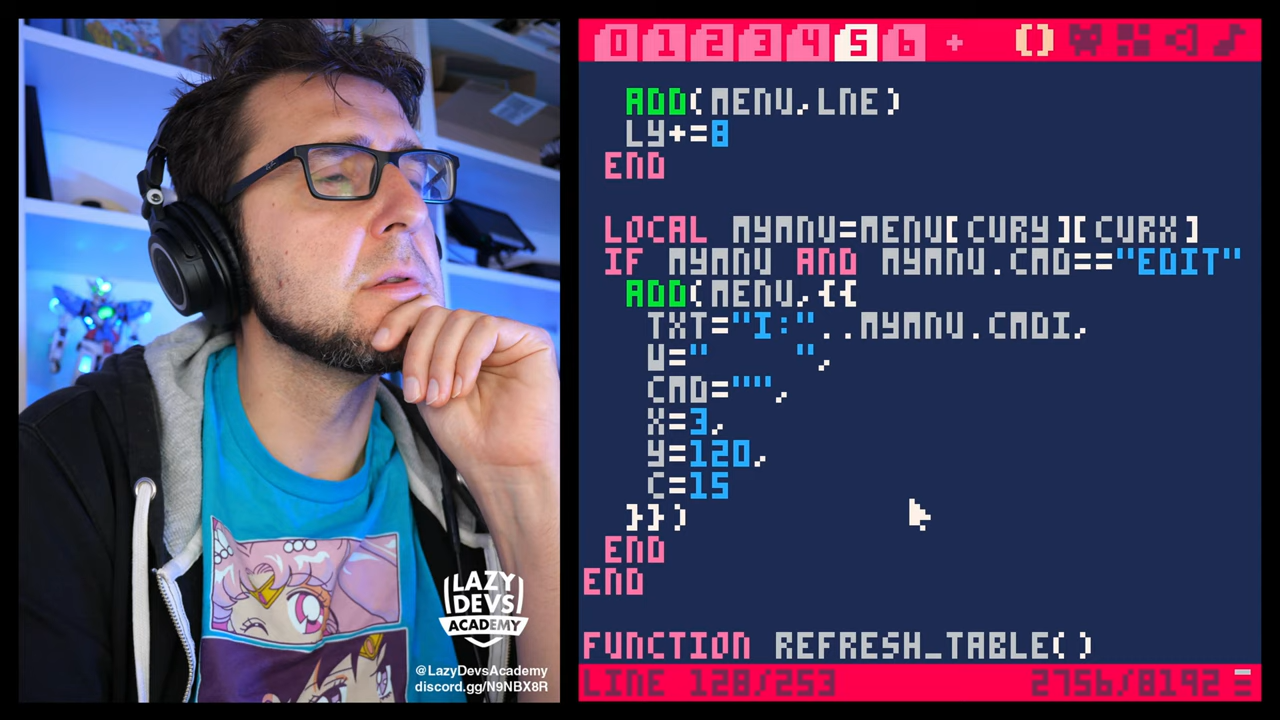 LAZY
DEVS
ACADEMY
@LazyDevsAcademy
discord.gg/N9NBX8R
0 1 2 3 4 5 6 + ()
ADD(MENU,LNE)
LY+=8
END
LOCAL MYMNU=MENU[CURY][CURX]
IF MYMNU AND MYMNU.CMD=="EDIT"
ADD(MENU,{{
TXT="I:"..MYMNU.CMDI,
W="    ",
CMD="",
X=3,
Y=120,
C=15
}})
END
END
FUNCTION REFRESH_TABLE()
LINE 128/253
2756/8192